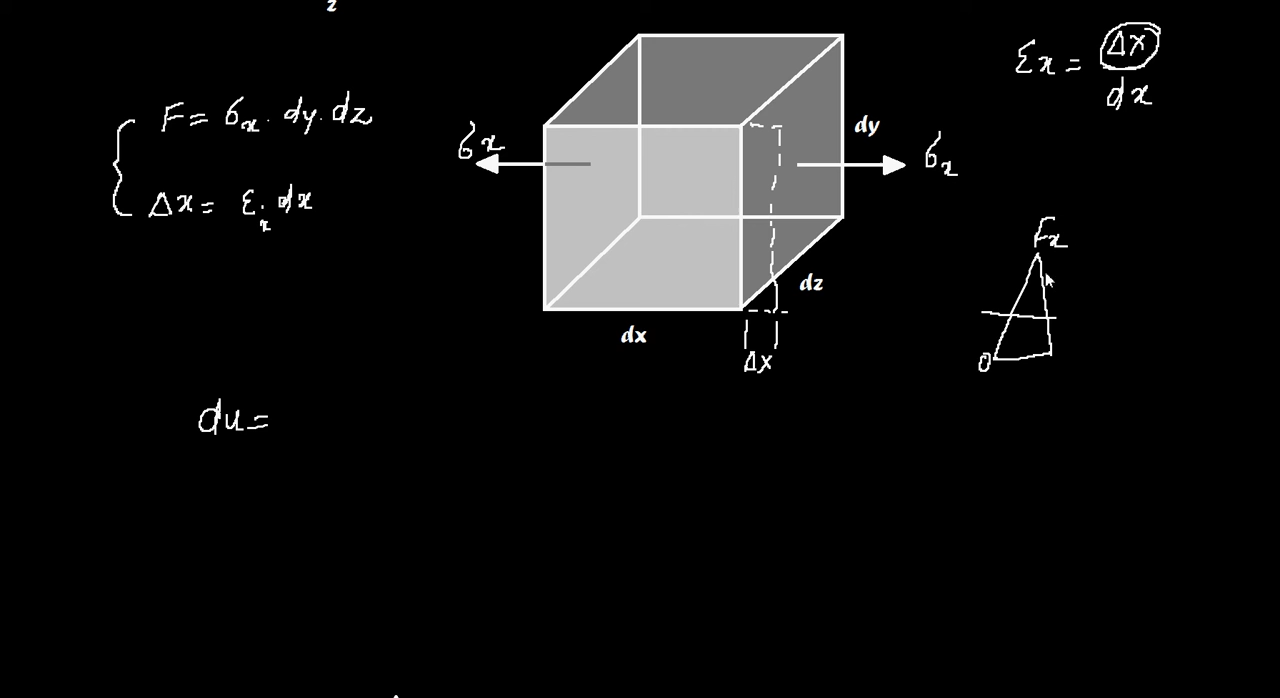 z
F = σx · dy · dz
Δx = εx · dx
σx
σx
dy
dz
dx
Δx
εx = Δx / dx
Fx
0
du =